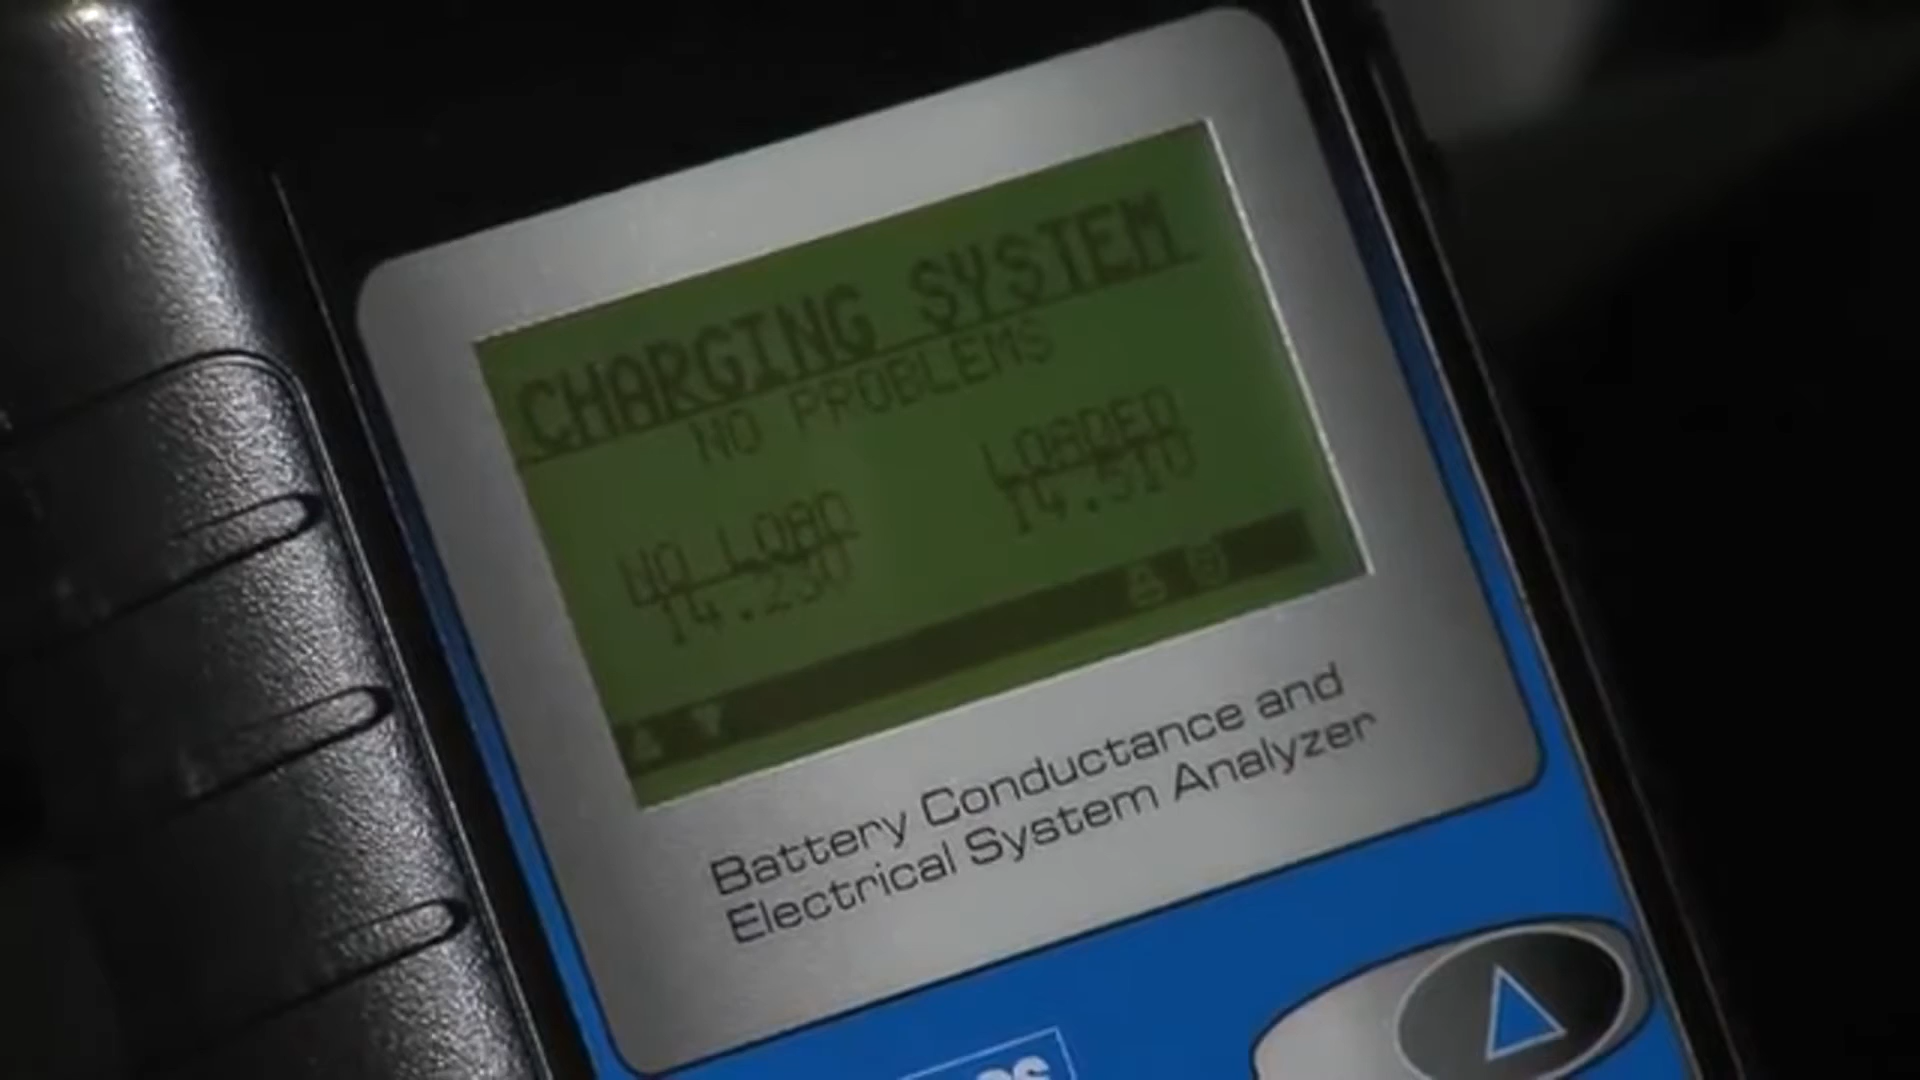 CHARGING SYSTEM
NO PROBLEMS
NO LOAD
14.230
LOADED
14.510
Battery Conductance and
Electrical System Analyzer